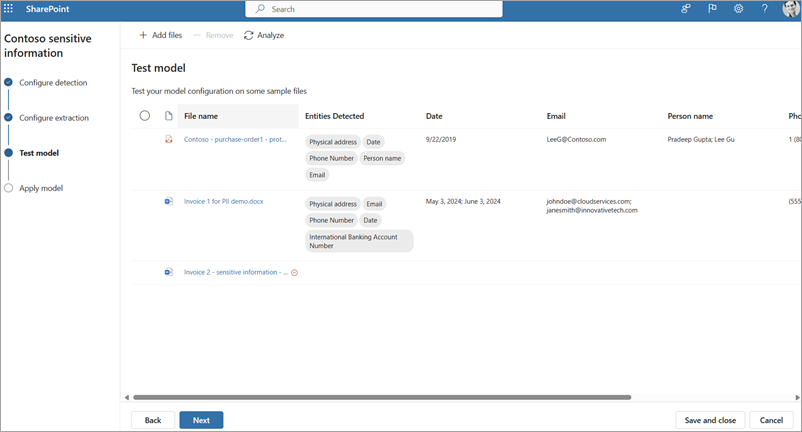 SharePoint
Search
Contoso sensitive
information
Configure detection
Configure extraction
Test model
Apply model
Add files
Remove
Analyze
Test model
Test your model configuration on some sample files
File name Entities Detected Date Email Person name Pho
Contoso - purchase-order1 - prot... Physical address Date 9/22/2019 LeeG@Contoso.com Pradeep Gupta; Lee Gu 1 (80
Phone Number Person name
Email
Invoice 1 for PII demo.docx Physical address Email May 3, 2024; June 3, 2024 johndoe@cloudservices.com; (555
janesmith@innovativetech.com
Phone Number Date
International Banking Account
Number
Invoice 2 - sensitive information - ...
Back Next Save and close Cancel